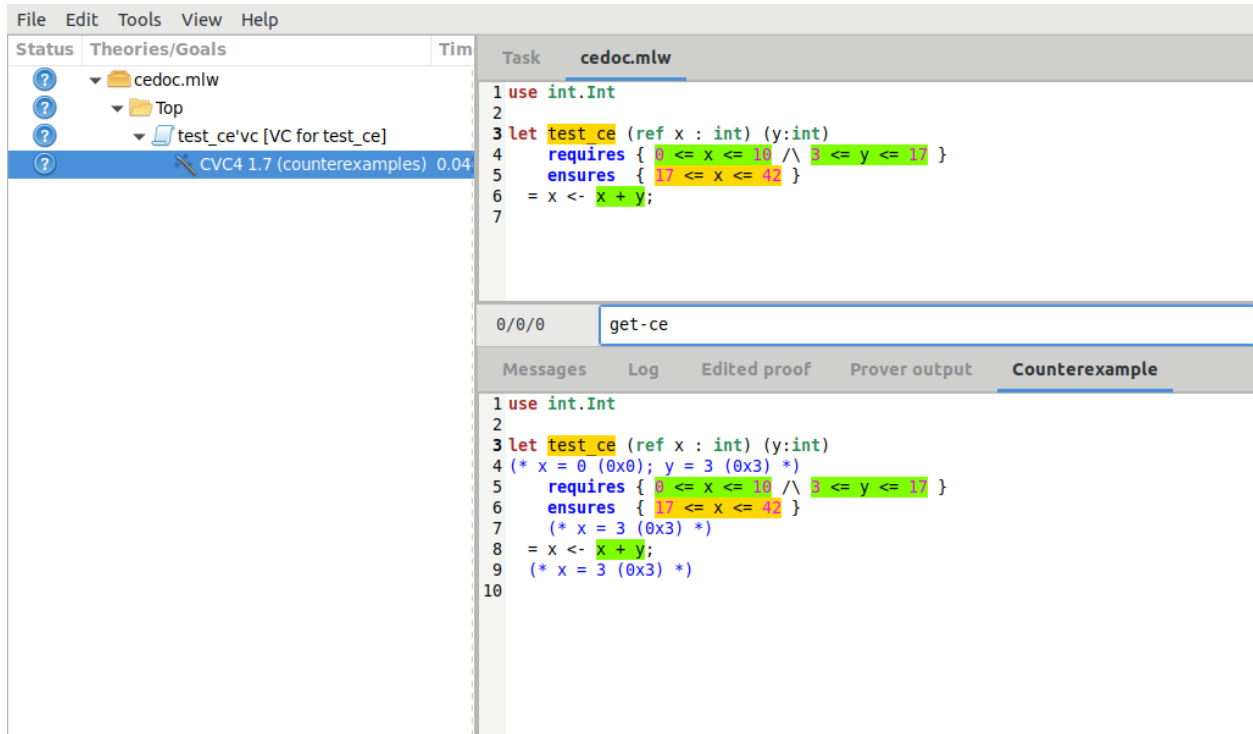 File Edit Tools View Help
Status Theories/Goals Tim
cedoc.mlw
Top
test_ce'vc [VC for test_ce]
CVC4 1.7 (counterexamples) 0.04
Task cedoc.mlw
1 use int.Int
2
3 let test_ce (ref x : int) (y:int)
4     requires { 0 <= x <= 10 /\ 3 <= y <= 17 }
5     ensures  { 17 <= x <= 42 }
6   = x <- x + y;
7
0/0/0 get-ce
Messages Log Edited proof Prover output Counterexample
1 use int.Int
2
3 let test_ce (ref x : int) (y:int)
4 (* x = 0 (0x0); y = 3 (0x3) *)
5     requires { 0 <= x <= 10 /\ 3 <= y <= 17 }
6     ensures  { 17 <= x <= 42 }
7     (* x = 3 (0x3) *)
8   = x <- x + y;
9   (* x = 3 (0x3) *)
10